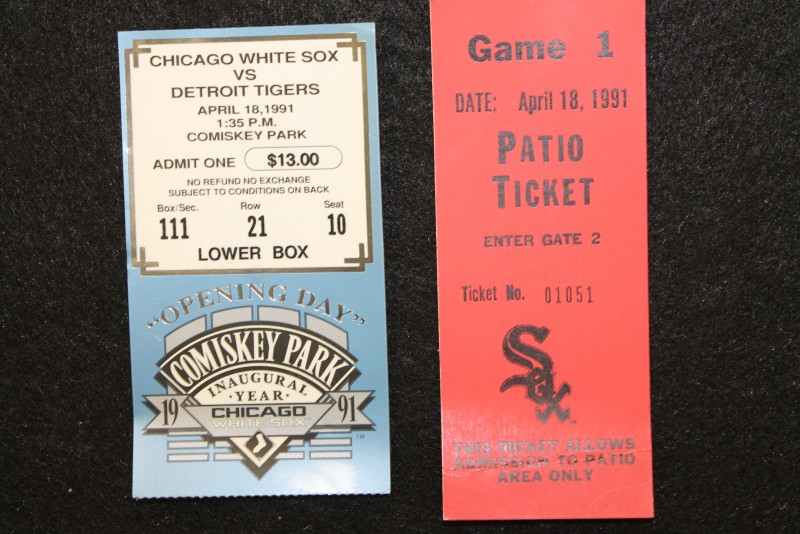 CHICAGO WHITE SOX
VS
DETROIT TIGERS
APRIL 18,1991
1:35 P.M.
COMISKEY PARK
ADMIT ONE $13.00
NO REFUND NO EXCHANGE
SUBJECT TO CONDITIONS ON BACK
Box/Sec. Row Seat
111 21 10
LOWER BOX
"OPENING DAY"
COMISKEY PARK
INAUGURAL
YEAR
19 CHICAGO 91
WHITE SOX
TM
Game 1
DATE: April 18, 1991
PATIO
TICKET
ENTER GATE 2
Ticket No. 01051
Sox
THIS TICKET ALLOWS
ADMISSION TO PATIO
AREA ONLY